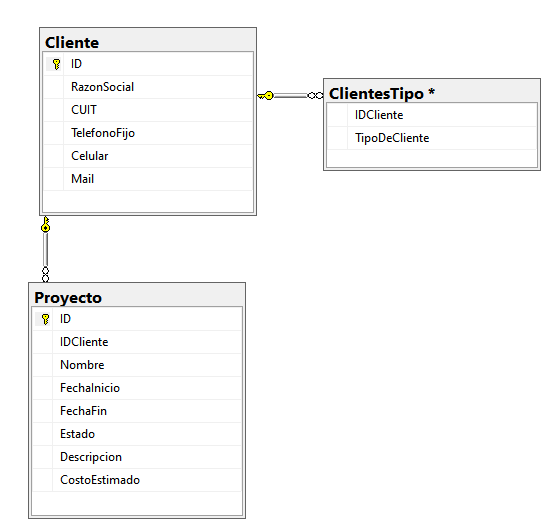 Cliente
ID
RazonSocial
CUIT
TelefonoFijo
Celular
Mail
ClientesTipo *
IDCliente
TipoDeCliente
Proyecto
ID
IDCliente
Nombre
FechaInicio
FechaFin
Estado
Descripcion
CostoEstimado